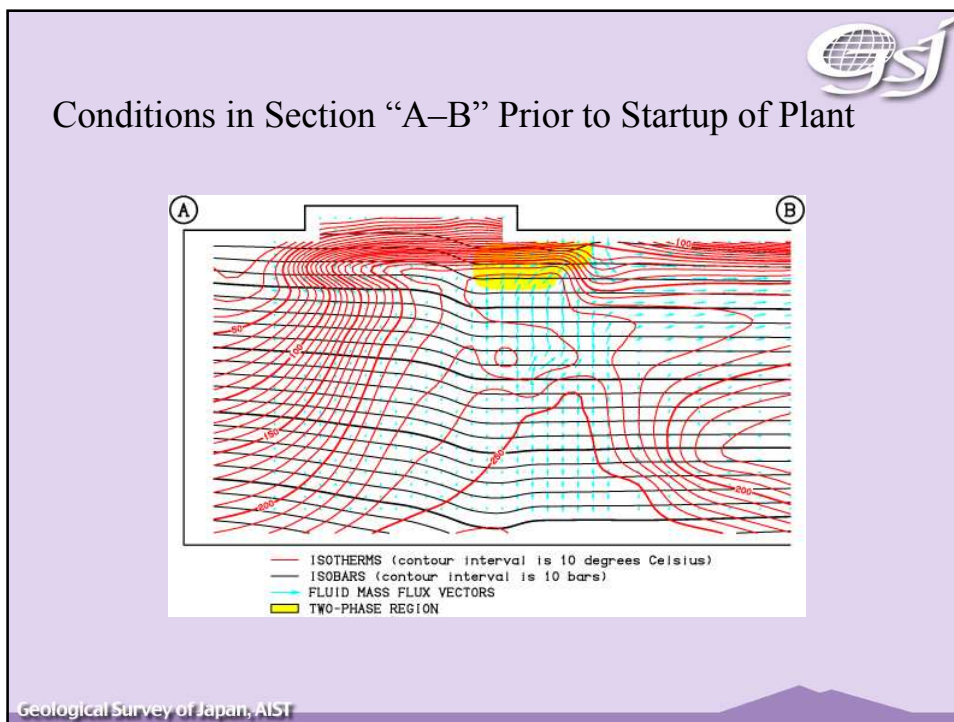 GSJ
Conditions in Section “A–B” Prior to Startup of Plant
A B
100
50
100
150
250
200
200
ISOTHERMS (contour interval is 10 degrees Celsius)
ISOBARS (contour interval is 10 bars)
FLUID MASS FLUX VECTORS
TWO-PHASE REGION
Geological Survey of Japan, AIST